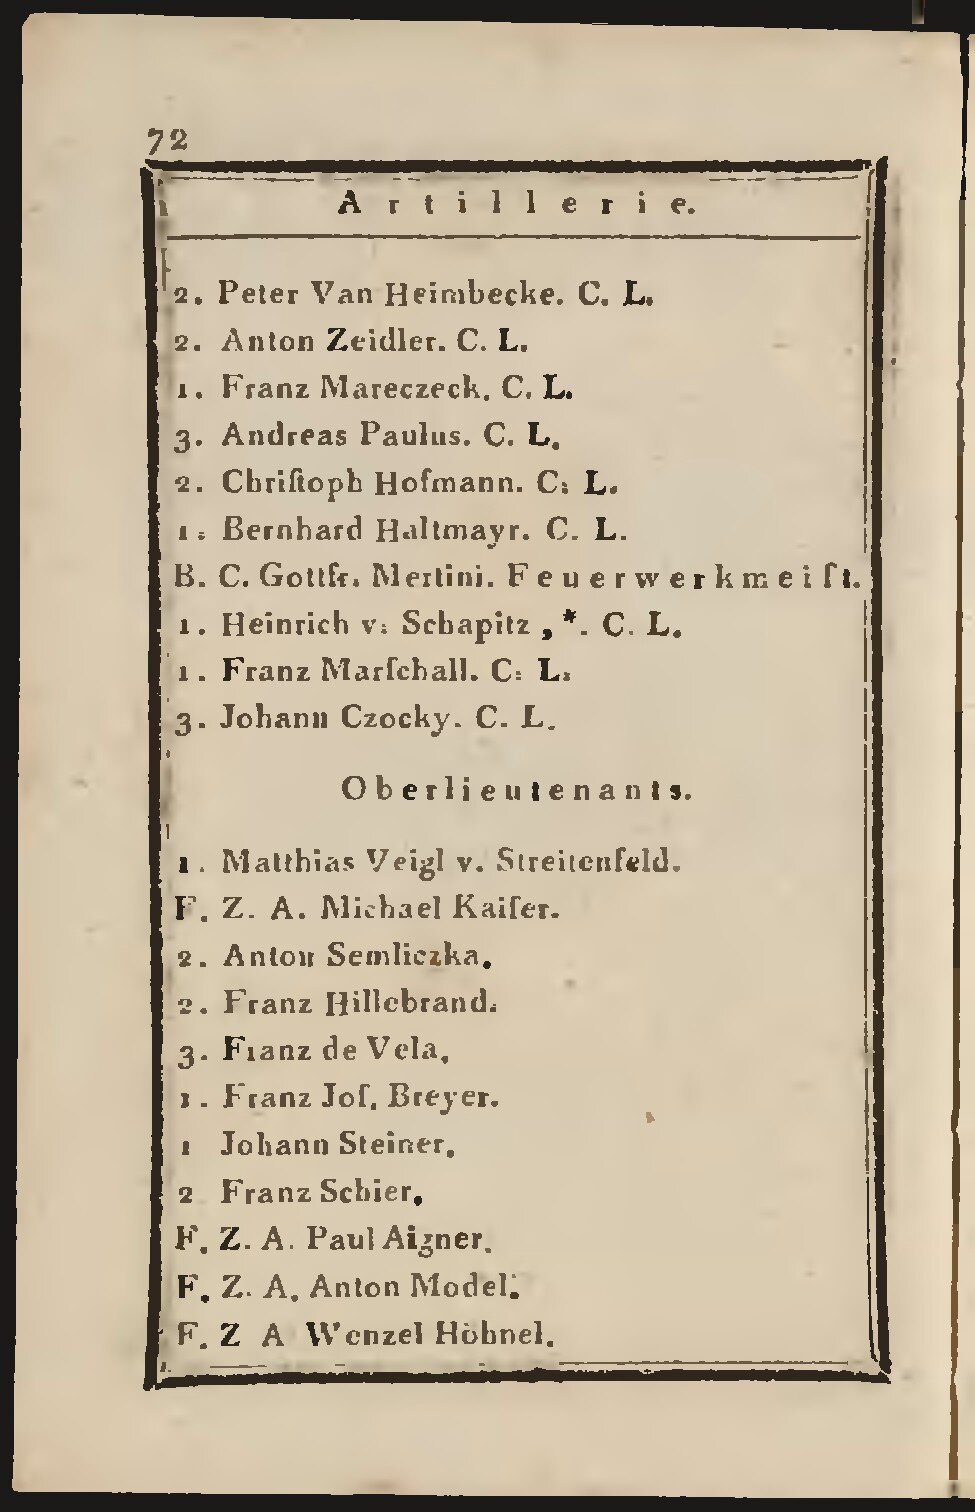 72
Artillerie.
2. Peter Van Heimbecke. C. L.
2. Anton Zeidler. C. L.
1. Franz Mareczeck. C. L.
3. Andreas Paulus. C. L.
2. Chriſtoph Hofmann. C. L.
1. Bernhard Haltmayr. C. L.
B. C. Gottfr. Mertini. Feuerwerkmeiſt.
1. Heinrich v. Schapitz, *. C. L.
1. Franz Marſchall. C. L.
3. Johann Czocky. C. L.
Oberlieutenants.
1. Matthias Veigl v. Streitenfeld.
F. Z. A. Michael Kaiſer.
2. Anton Semliczka.
2. Franz Hillebrand.
3. Franz de Vela.
1. Franz Joſ. Breyer.
1 Johann Steiner.
2 Franz Schier.
F. Z. A. Paul Aigner.
F. Z. A. Anton Model.
F. Z A Wenzel Höhnel.